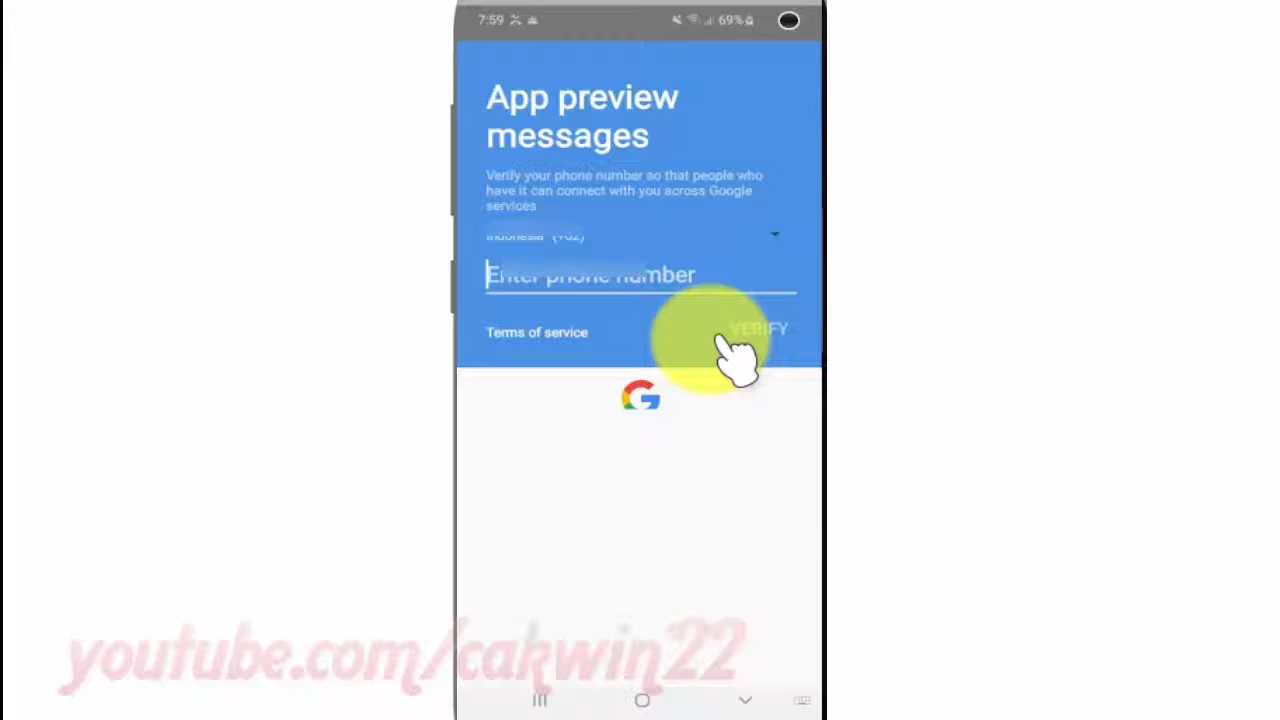 7:59
69%
App preview
messages
Verify your phone number so that people who
have it can connect with you across Google
services
Indonesia (+62)
Enter phone number
Terms of service
VERIFY
G
youtube.com/cakwin22